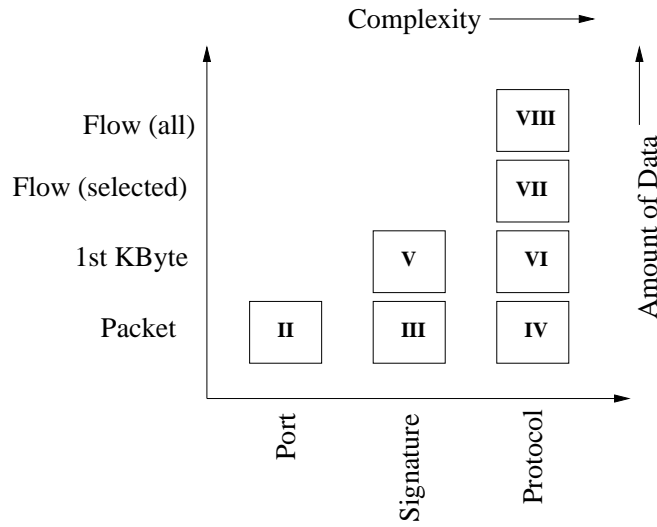 Complexity
Flow (all)
VIII
Flow (selected)
VII
1st KByte
V
VI
Packet
II
III
IV
Amount of Data
Port
Signature
Protocol